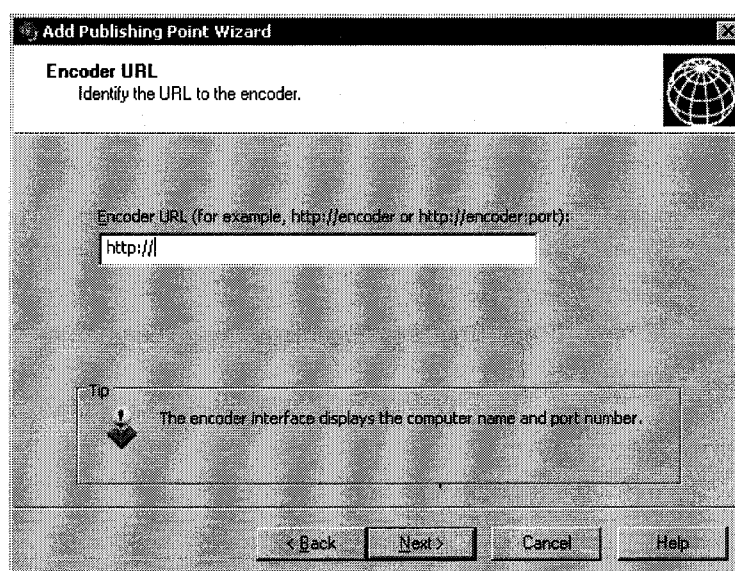 Add Publishing Point Wizard
Encoder URL
Identify the URL to the encoder.
Encoder URL (for example, http://encoder or http://encoder:port):
http://
Tip
The encoder interface displays the computer name and port number.
< Back
Next >
Cancel
Help